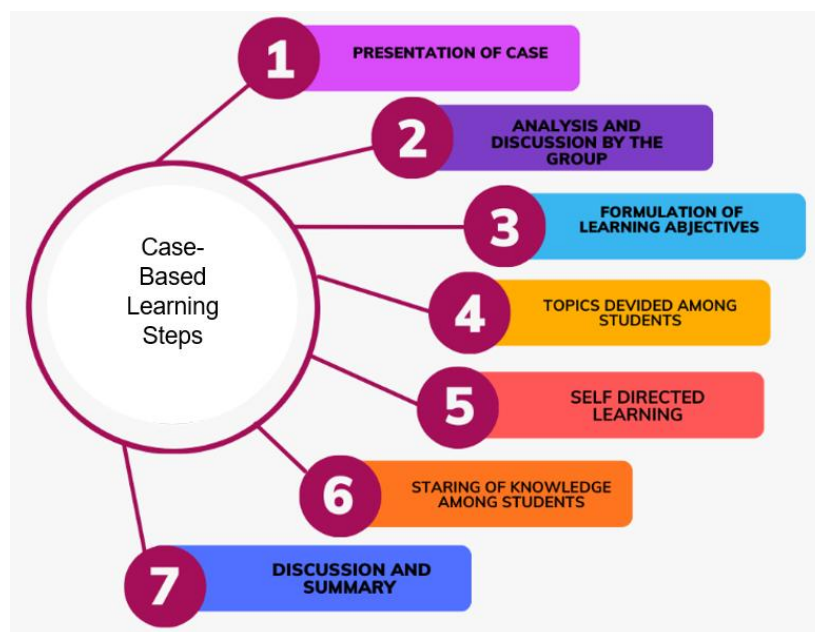 1
PRESENTATION OF CASE
2
ANALYSIS AND
DISCUSSION BY THE
GROUP
3
FORMULATION OF
LEARNING ABJECTIVES
Case-
Based
Learning
Steps
4
TOPICS DEVIDED AMONG
STUDENTS
5
SELF DIRECTED
LEARNING
6
STARING OF KNOWLEDGE
AMONG STUDENTS
7
DISCUSSION AND
SUMMARY